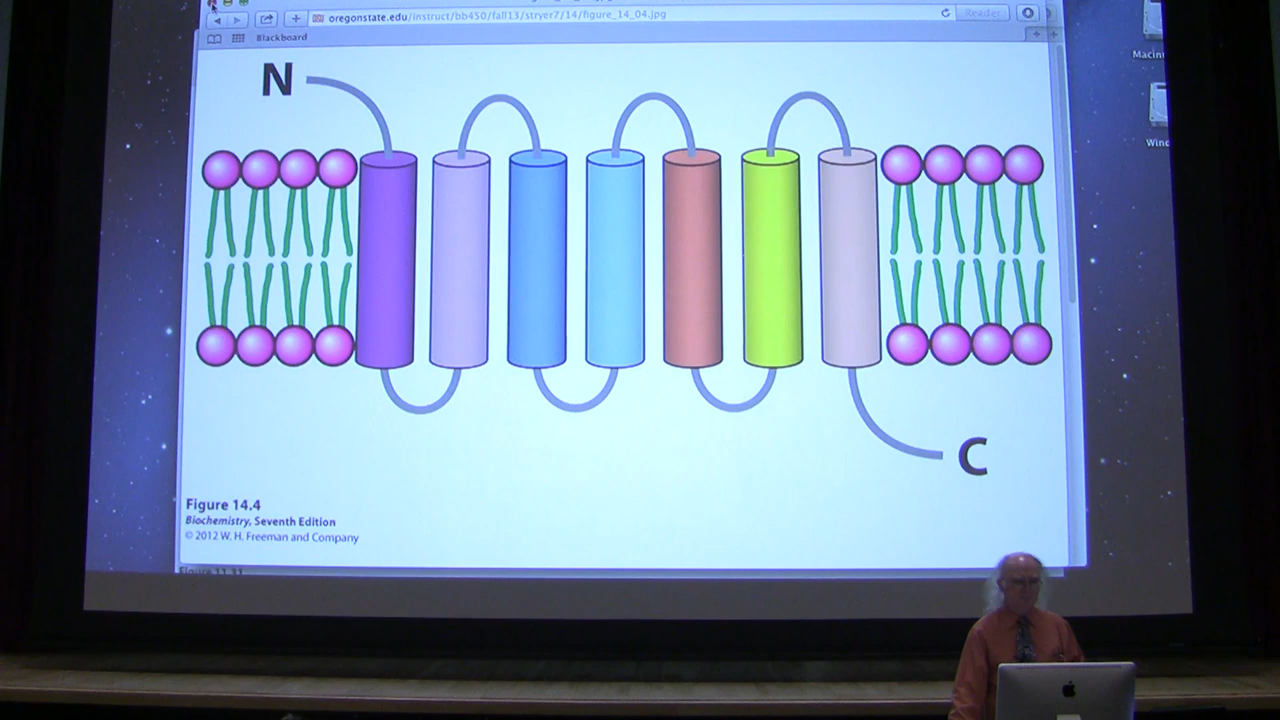 oregonstate.edu/instruct/bb450/fall13/stryer7/14/figure_14_04.jpg
Reader
Blackboard
N
C
Figure 14.4
Biochemistry, Seventh Edition
© 2012 W. H. Freeman and Company
Macint
Wind